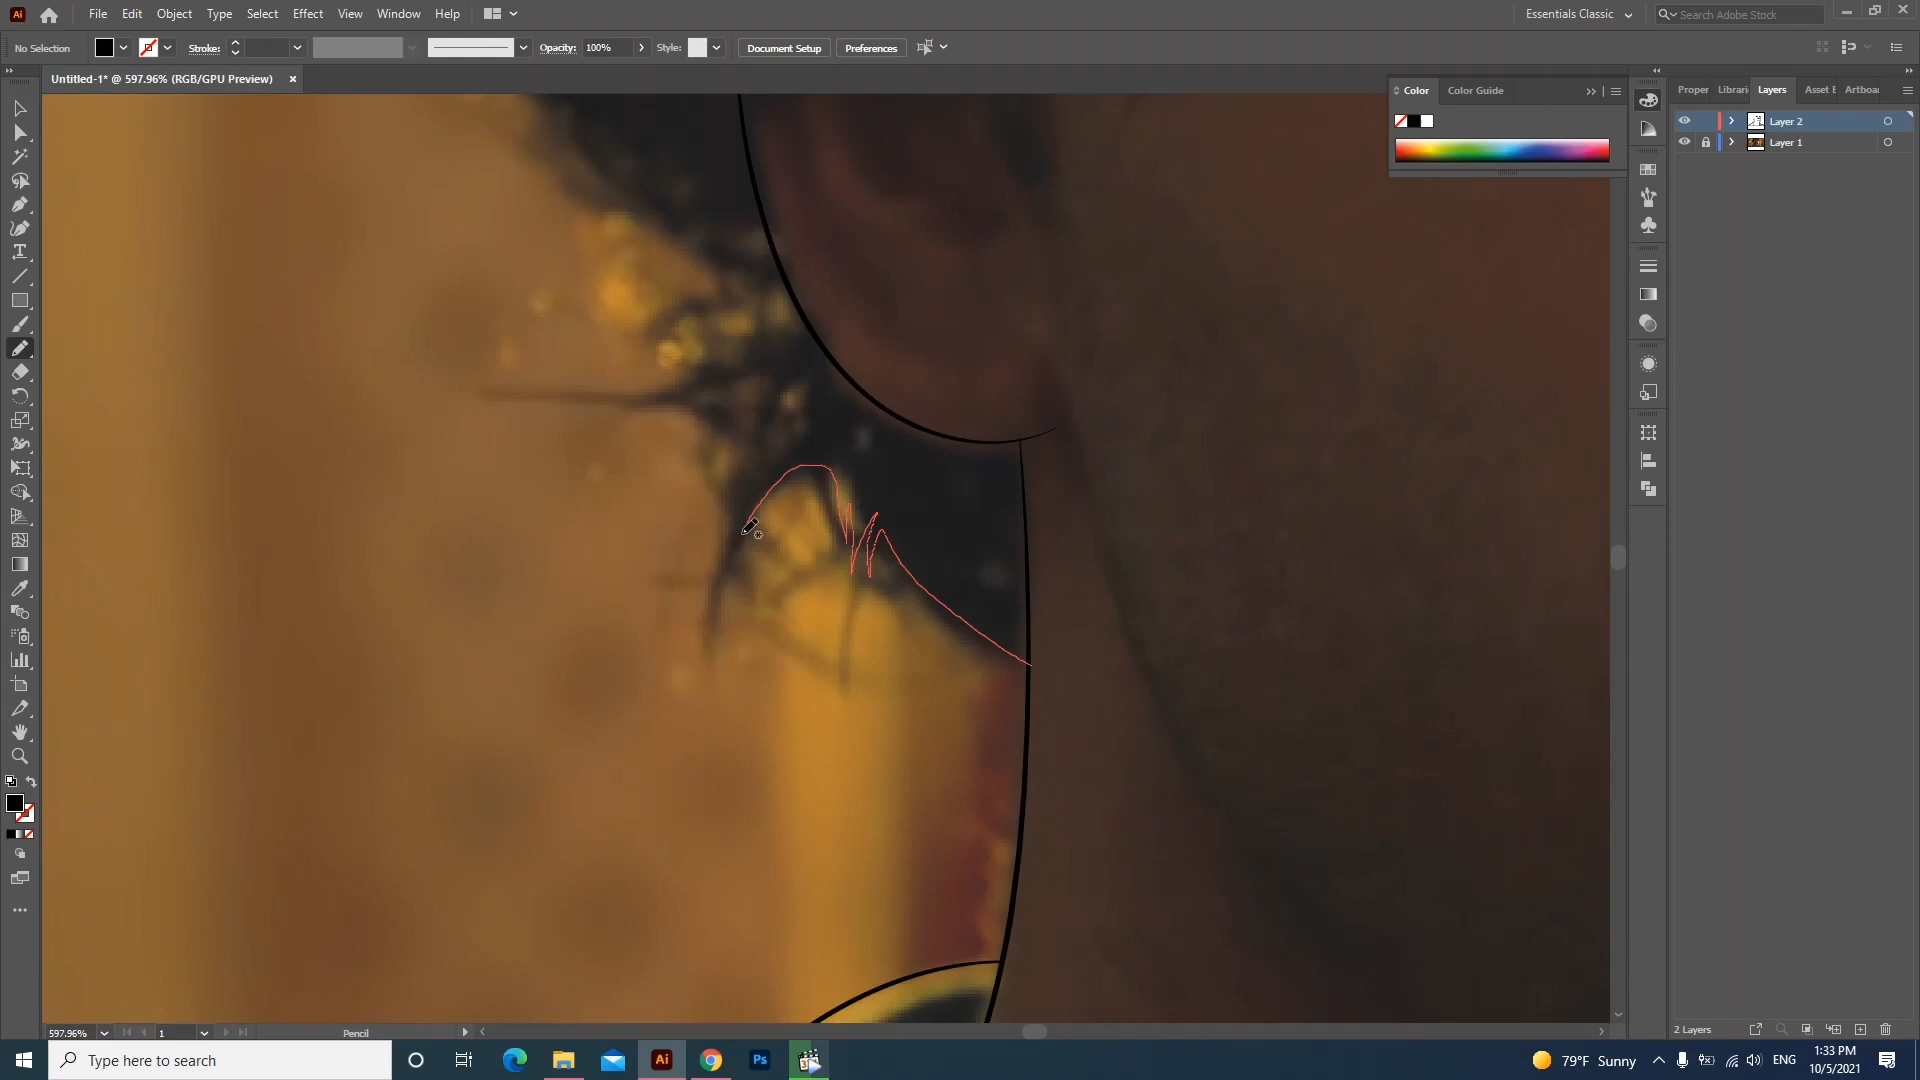 Ai File Edit Object Type Select Effect View Window Help Essentials Classic Search Adobe Stock
No Selection Stroke: Opacity: 100% Style: Document Setup Preferences
Untitled-1* @ 597.96% (RGB/GPU Preview)
Color Color Guide Proper Librari Layers Asset E Artboa
Layer 2
Layer 1
597.96% 1 Pencil 2 Layers
Type here to search Ai Ps 79°F Sunny ENG 1:33 PM
10/5/2021